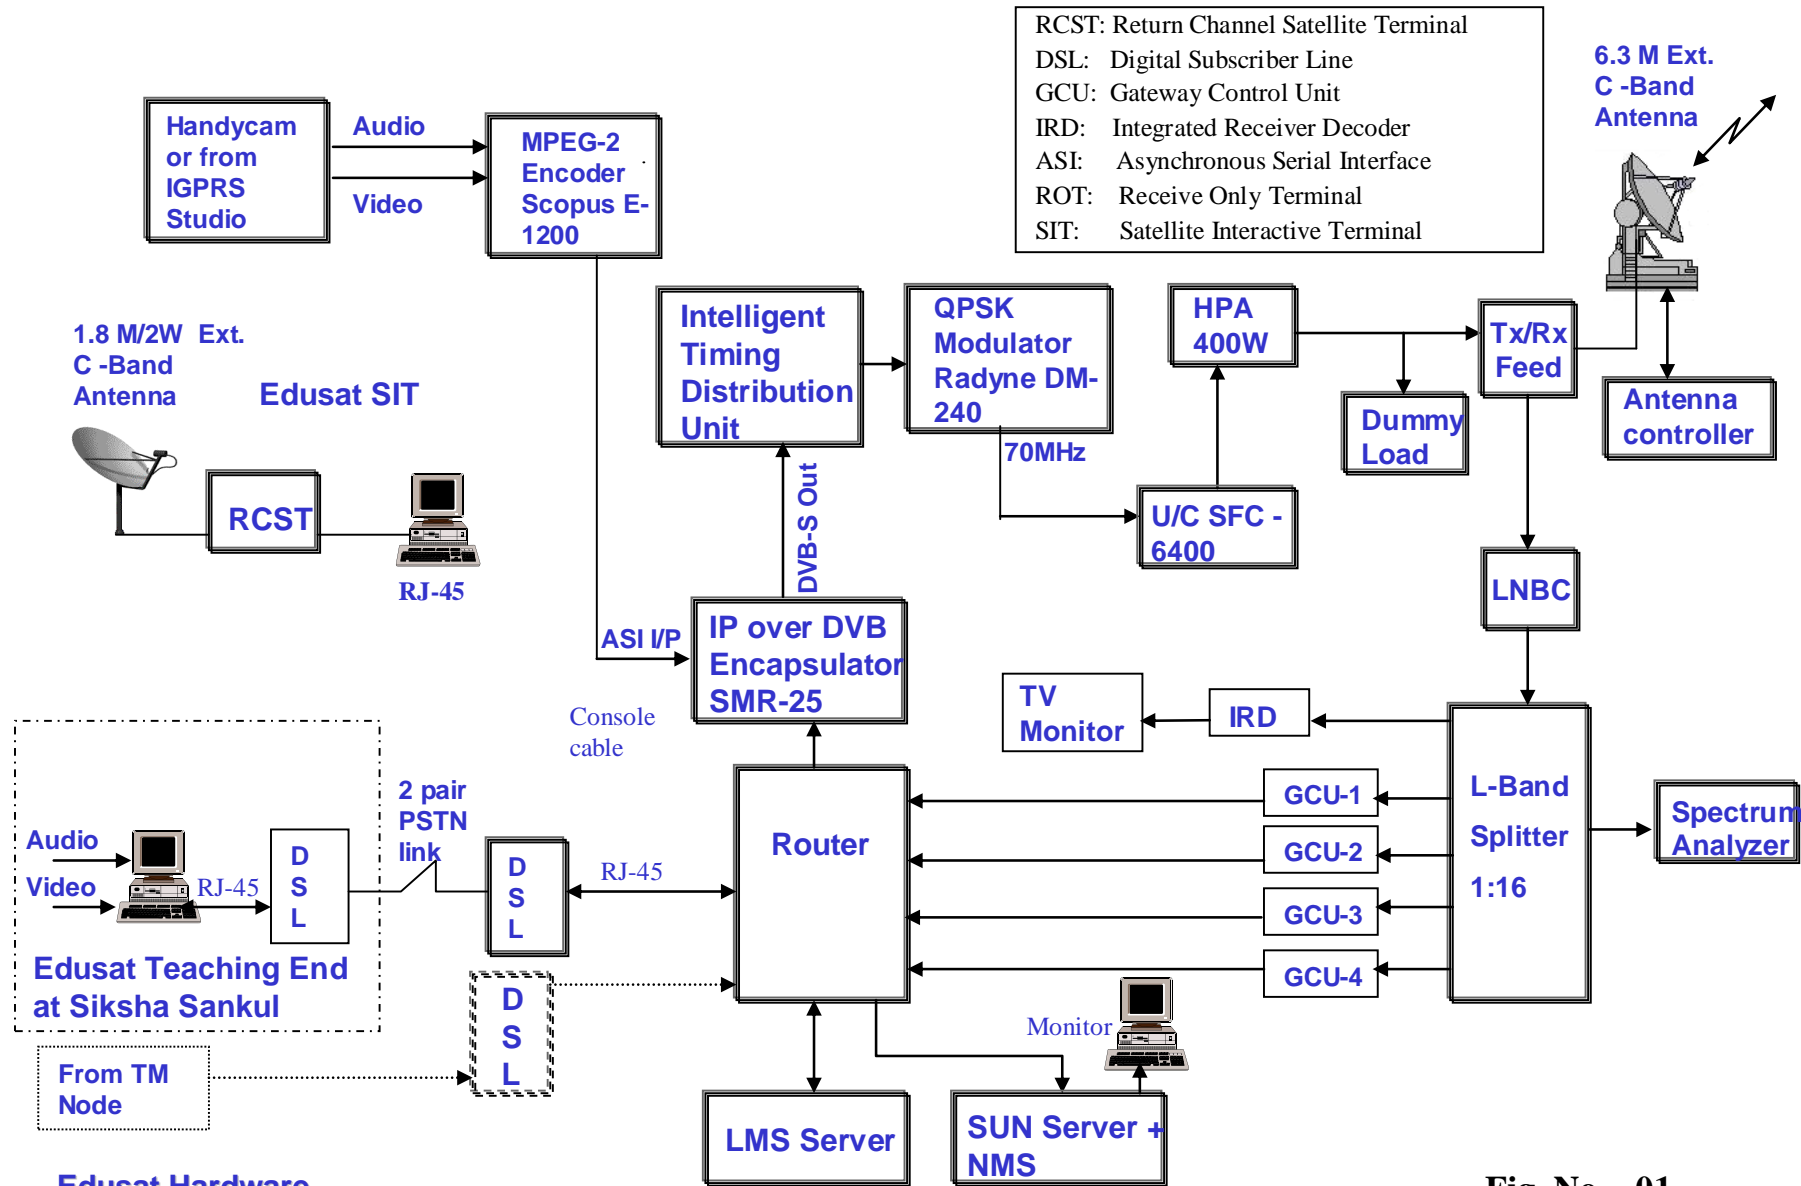 RCST: Return Channel Satellite Terminal
DSL: Digital Subscriber Line
GCU: Gateway Control Unit
IRD: Integrated Receiver Decoder
ASI: Asynchronous Serial Interface
ROT: Receive Only Terminal
SIT: Satellite Interactive Terminal
6.3 M Ext.
C -Band
Antenna
Handycam
or from
IGPRS
Studio
Audio
Video
MPEG-2
Encoder
Scopus E-
1200
1.8 M/2W Ext.
C -Band
Antenna
Edusat SIT
RCST
RJ-45
Intelligent
Timing
Distribution
Unit
QPSK
Modulator
Radyne DM-
240
70MHz
HPA
400W
Tx/Rx
Feed
Dummy
Load
Antenna
controller
U/C SFC -
6400
DVB-S Out
ASI I/P
IP over DVB
Encapsulator
SMR-25
LNBC
Console
cable
TV
Monitor
IRD
L-Band
Splitter
1:16
Spectrum
Analyzer
GCU-1
GCU-2
GCU-3
GCU-4
Router
Audio
Video
RJ-45
D
S
L
2 pair
PSTN
link
D
S
L
RJ-45
Edusat Teaching End
at Siksha Sankul
D
S
L
From TM
Node
Monitor
LMS Server
SUN Server +
NMS
Edusat Hardware
Fig. No. - 01